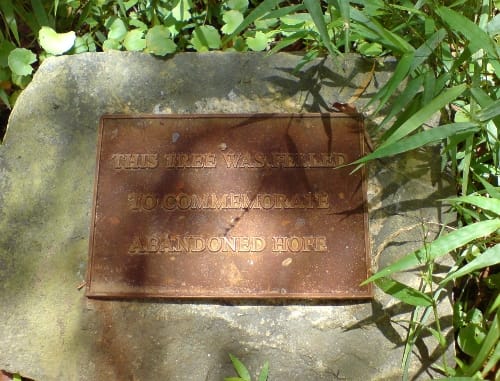 THIS TREE WAS FELLED
TO COMMEMORATE
ABANDONED HOPE